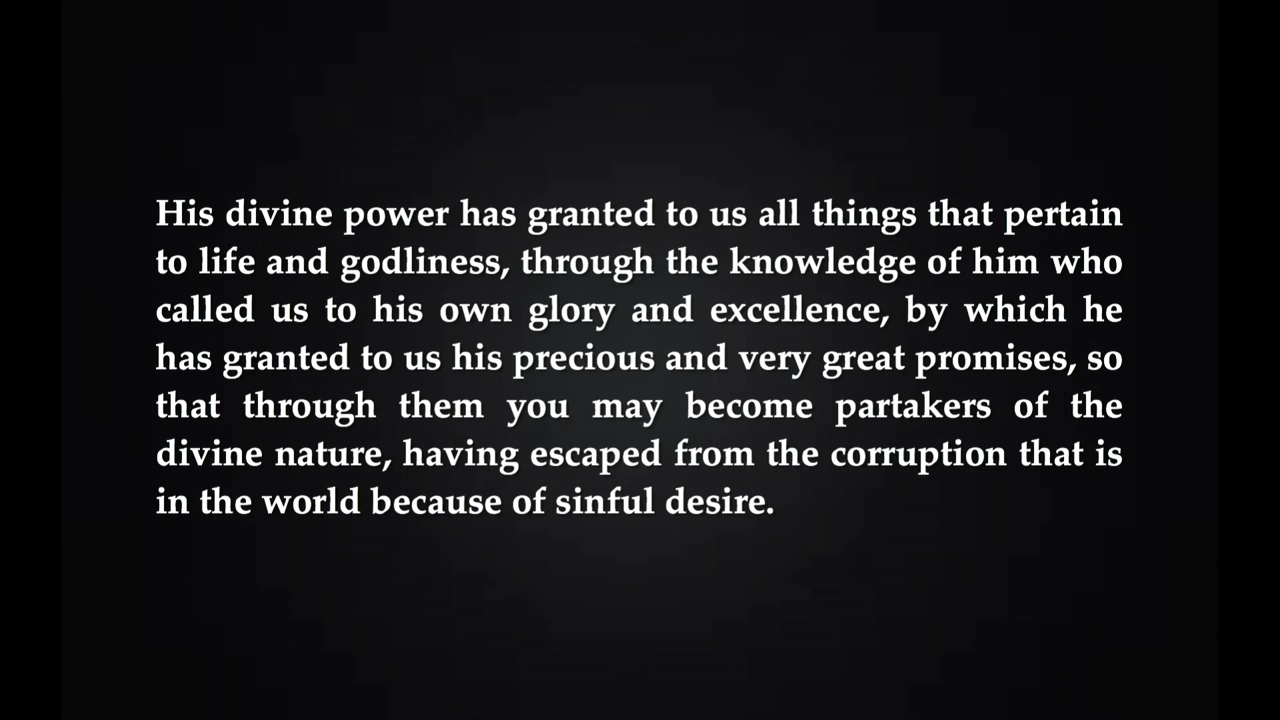 His divine power has granted to us all things that pertain
to life and godliness, through the knowledge of him who
called us to his own glory and excellence, by which he
has granted to us his precious and very great promises, so
that through them you may become partakers of the
divine nature, having escaped from the corruption that is
in the world because of sinful desire.